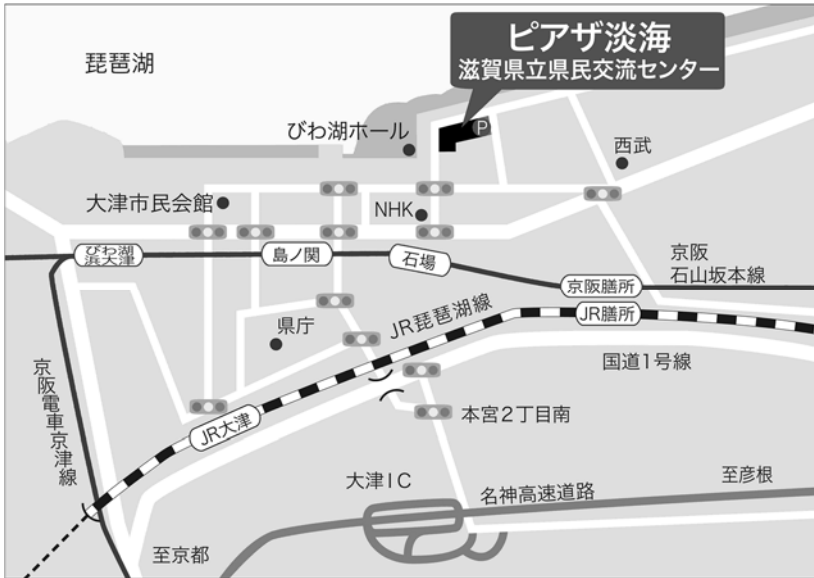 ピアザ淡海
滋賀県立県民交流センター
琵琶湖
P
びわ湖ホール
西武
大津市民会館
NHK
びわ湖
浜大津
島ノ関
石場
京阪
石山坂本線
京阪膳所
JR琵琶湖線
JR膳所
県庁
国道1号線
京阪電車京津線
JR大津
本宮2丁目南
大津IC
名神高速道路
至彦根
至京都